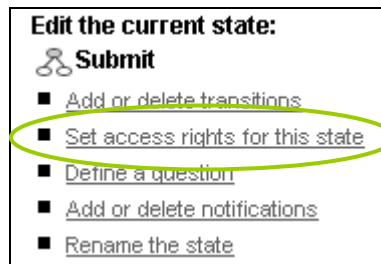 Edit the current state:
Submit
Add or delete transitions
Set access rights for this state
Define a question
Add or delete notifications
Rename the state